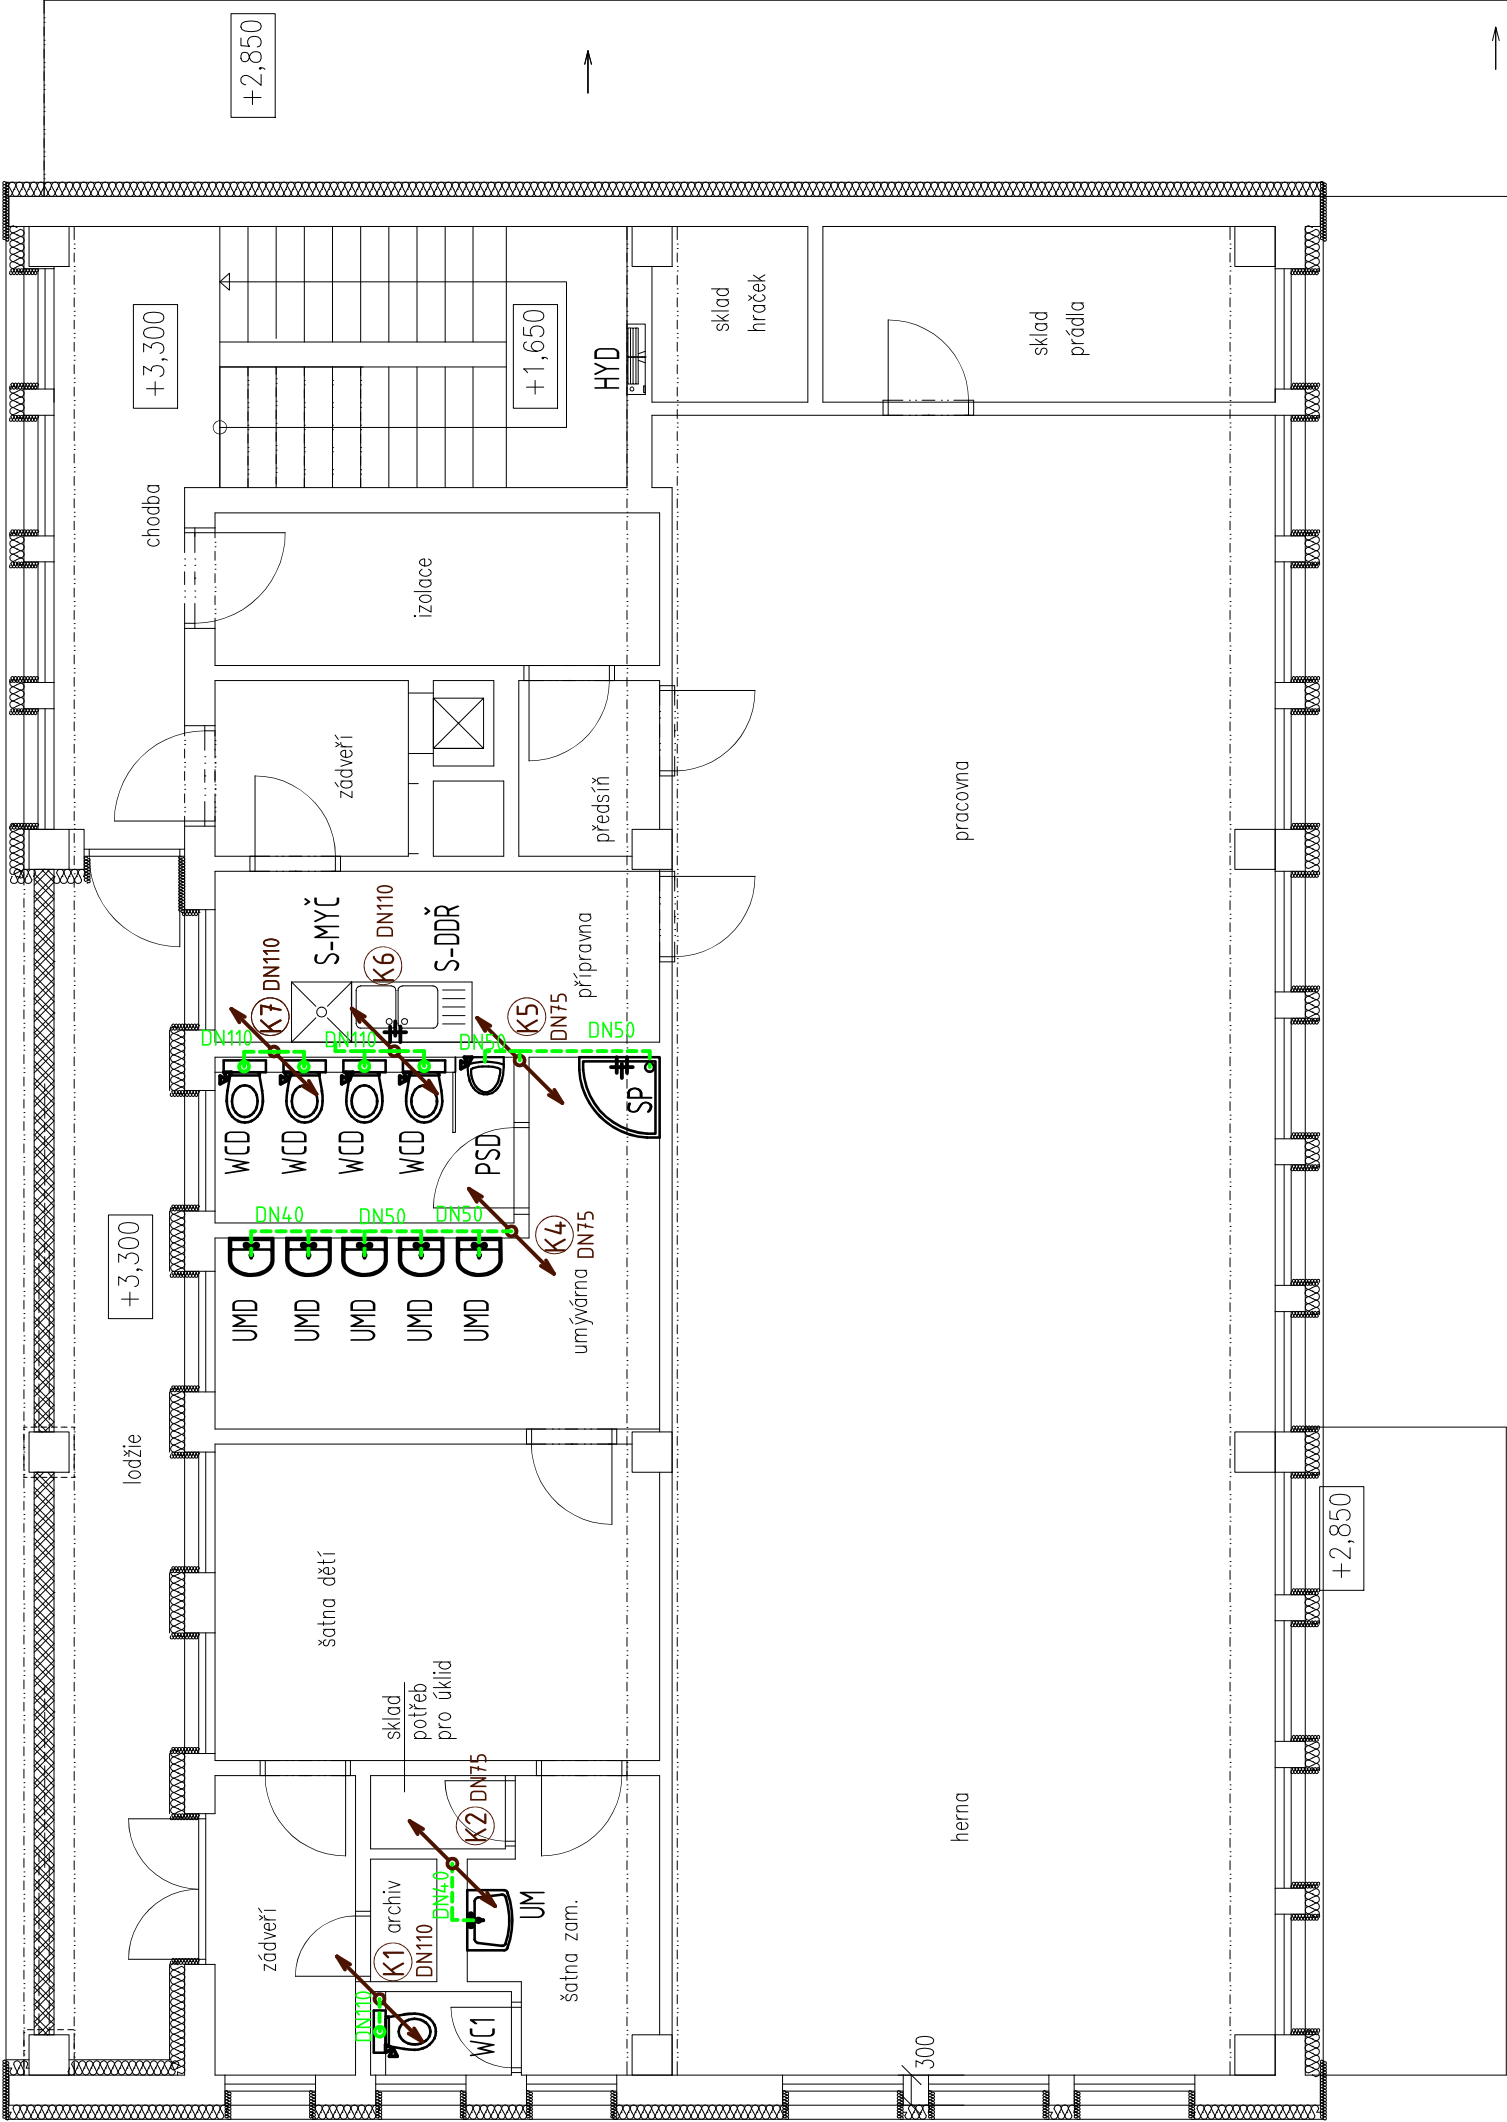 +2,850
+3,300
+1,650
HYD
sklad
hraček
sklad
prádla
chodba
izolace
zádveří
předsíň
pracovna
S-MYČ
K6 DN110
S-DDŘ
K7 DN110
přípravna
K5
DN75
DN110
DN110
DN50
DN50
SP
WCD
WCD
WCD
WCD
PSD
DN40
DN50
DN50
K4
DN75
+3,300
UMD
UMD
UMD
UMD
UMD
umývárna
lodžie
+2,850
šatna dětí
sklad
potřeb
pro úklid
K2 DN75
herna
DN40
archiv
UM
zádveří
K1
DN110
šatna zam.
DN110
WC1
300